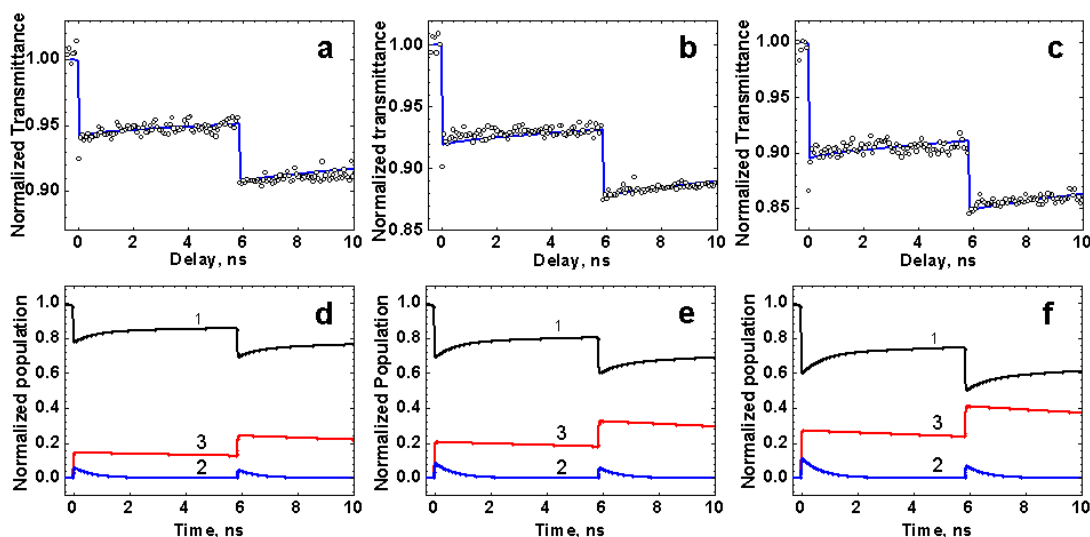 a
Normalized Transmittance
1.00
0.95
0.90
0 2 4 6 8 10
Delay, ns
b
Normalized transmittance
1.00
0.95
0.90
0.85
0 2 4 6 8 10
Delay, ns
c
Normalized Transmittance
1.00
0.95
0.90
0.85
0 2 4 6 8 10
Delay, ns
d
Normalized population
1.0
0.8
0.6
0.4
0.2
0.0
1
3
2
0 2 4 6 8 10
Time, ns
e
Normalized Population
1.0
0.8
0.6
0.4
0.2
0.0
1
3
2
0 2 4 6 8 10
Time, ns
f
Normalized population
1.0
0.8
0.6
0.4
0.2
0.0
1
3
2
0 2 4 6 8 10
Time, ns